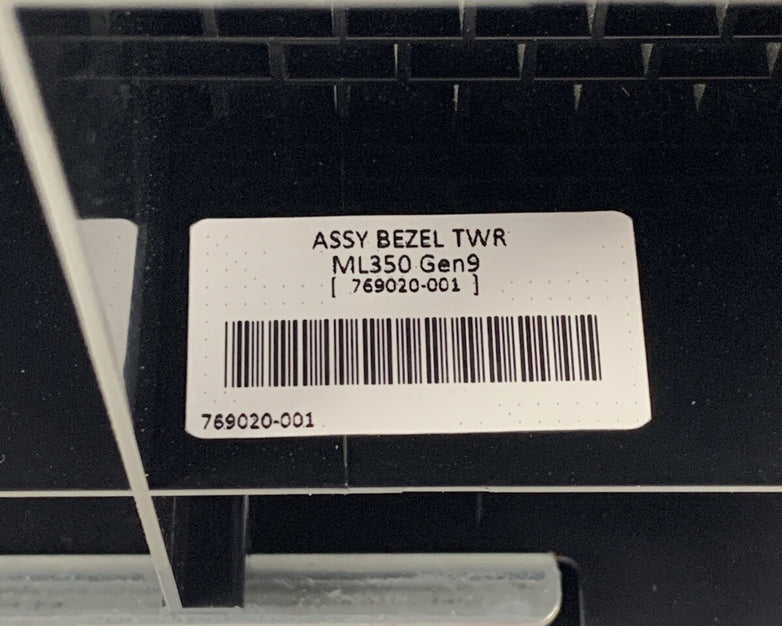 ASSY BEZEL TWR
ML350 Gen9
[ 769020-001 ]
769020-001